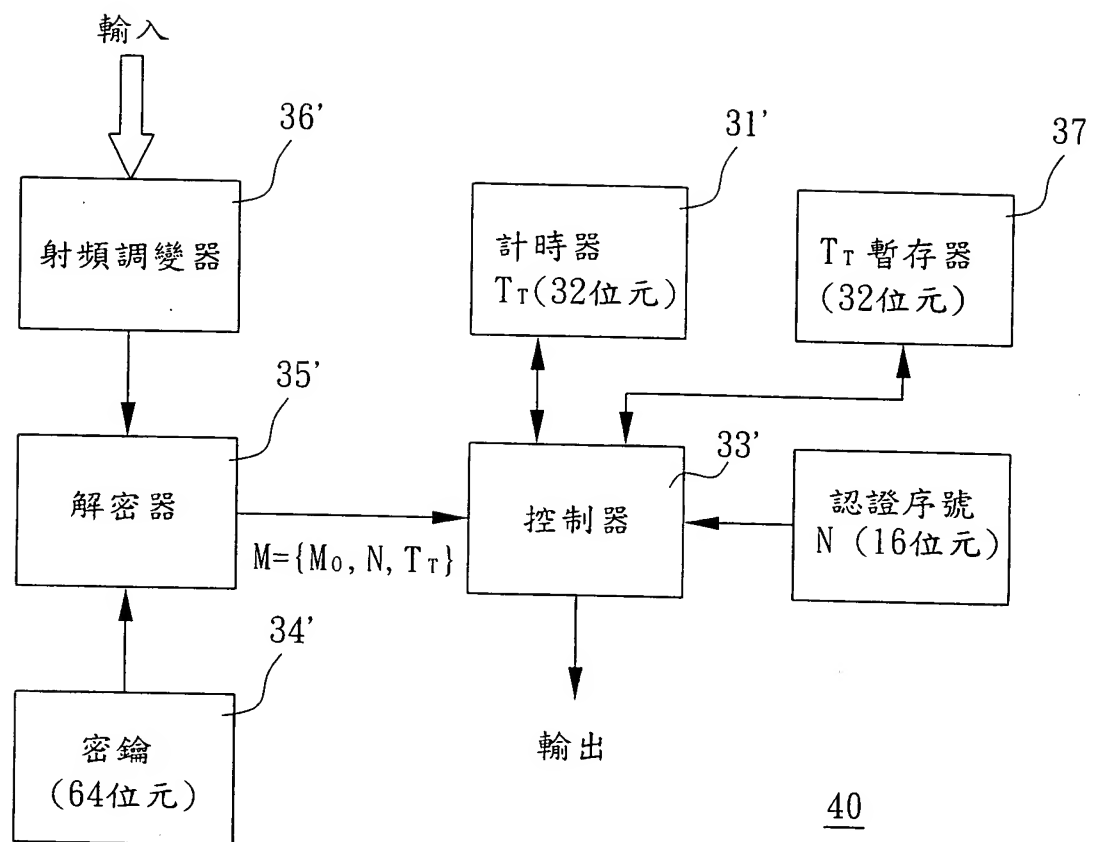 輸入
36’
射頻調變器
31’
計時器
TT(32位元)
37
TT 暫存器
(32位元)
35’
解密器
M={M0, N, TT}
33’
控制器
認證序號
N (16位元)
34’
密鑰
(64位元)
輸出
40